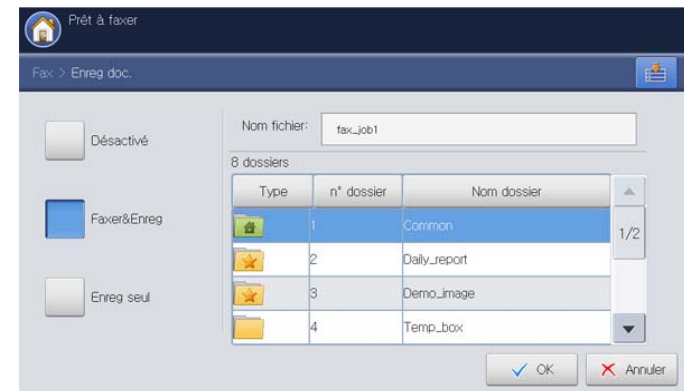 Prêt à faxer
Fax > Enreg doc.
Désactivé
Faxer&Enreg
Enreg seul
Nom fichier: fax_job1
8 dossiers
Type n° dossier Nom dossier
1 Common
2 Daily_report
3 Demo_image
4 Temp_box
1/2
OK Annuler